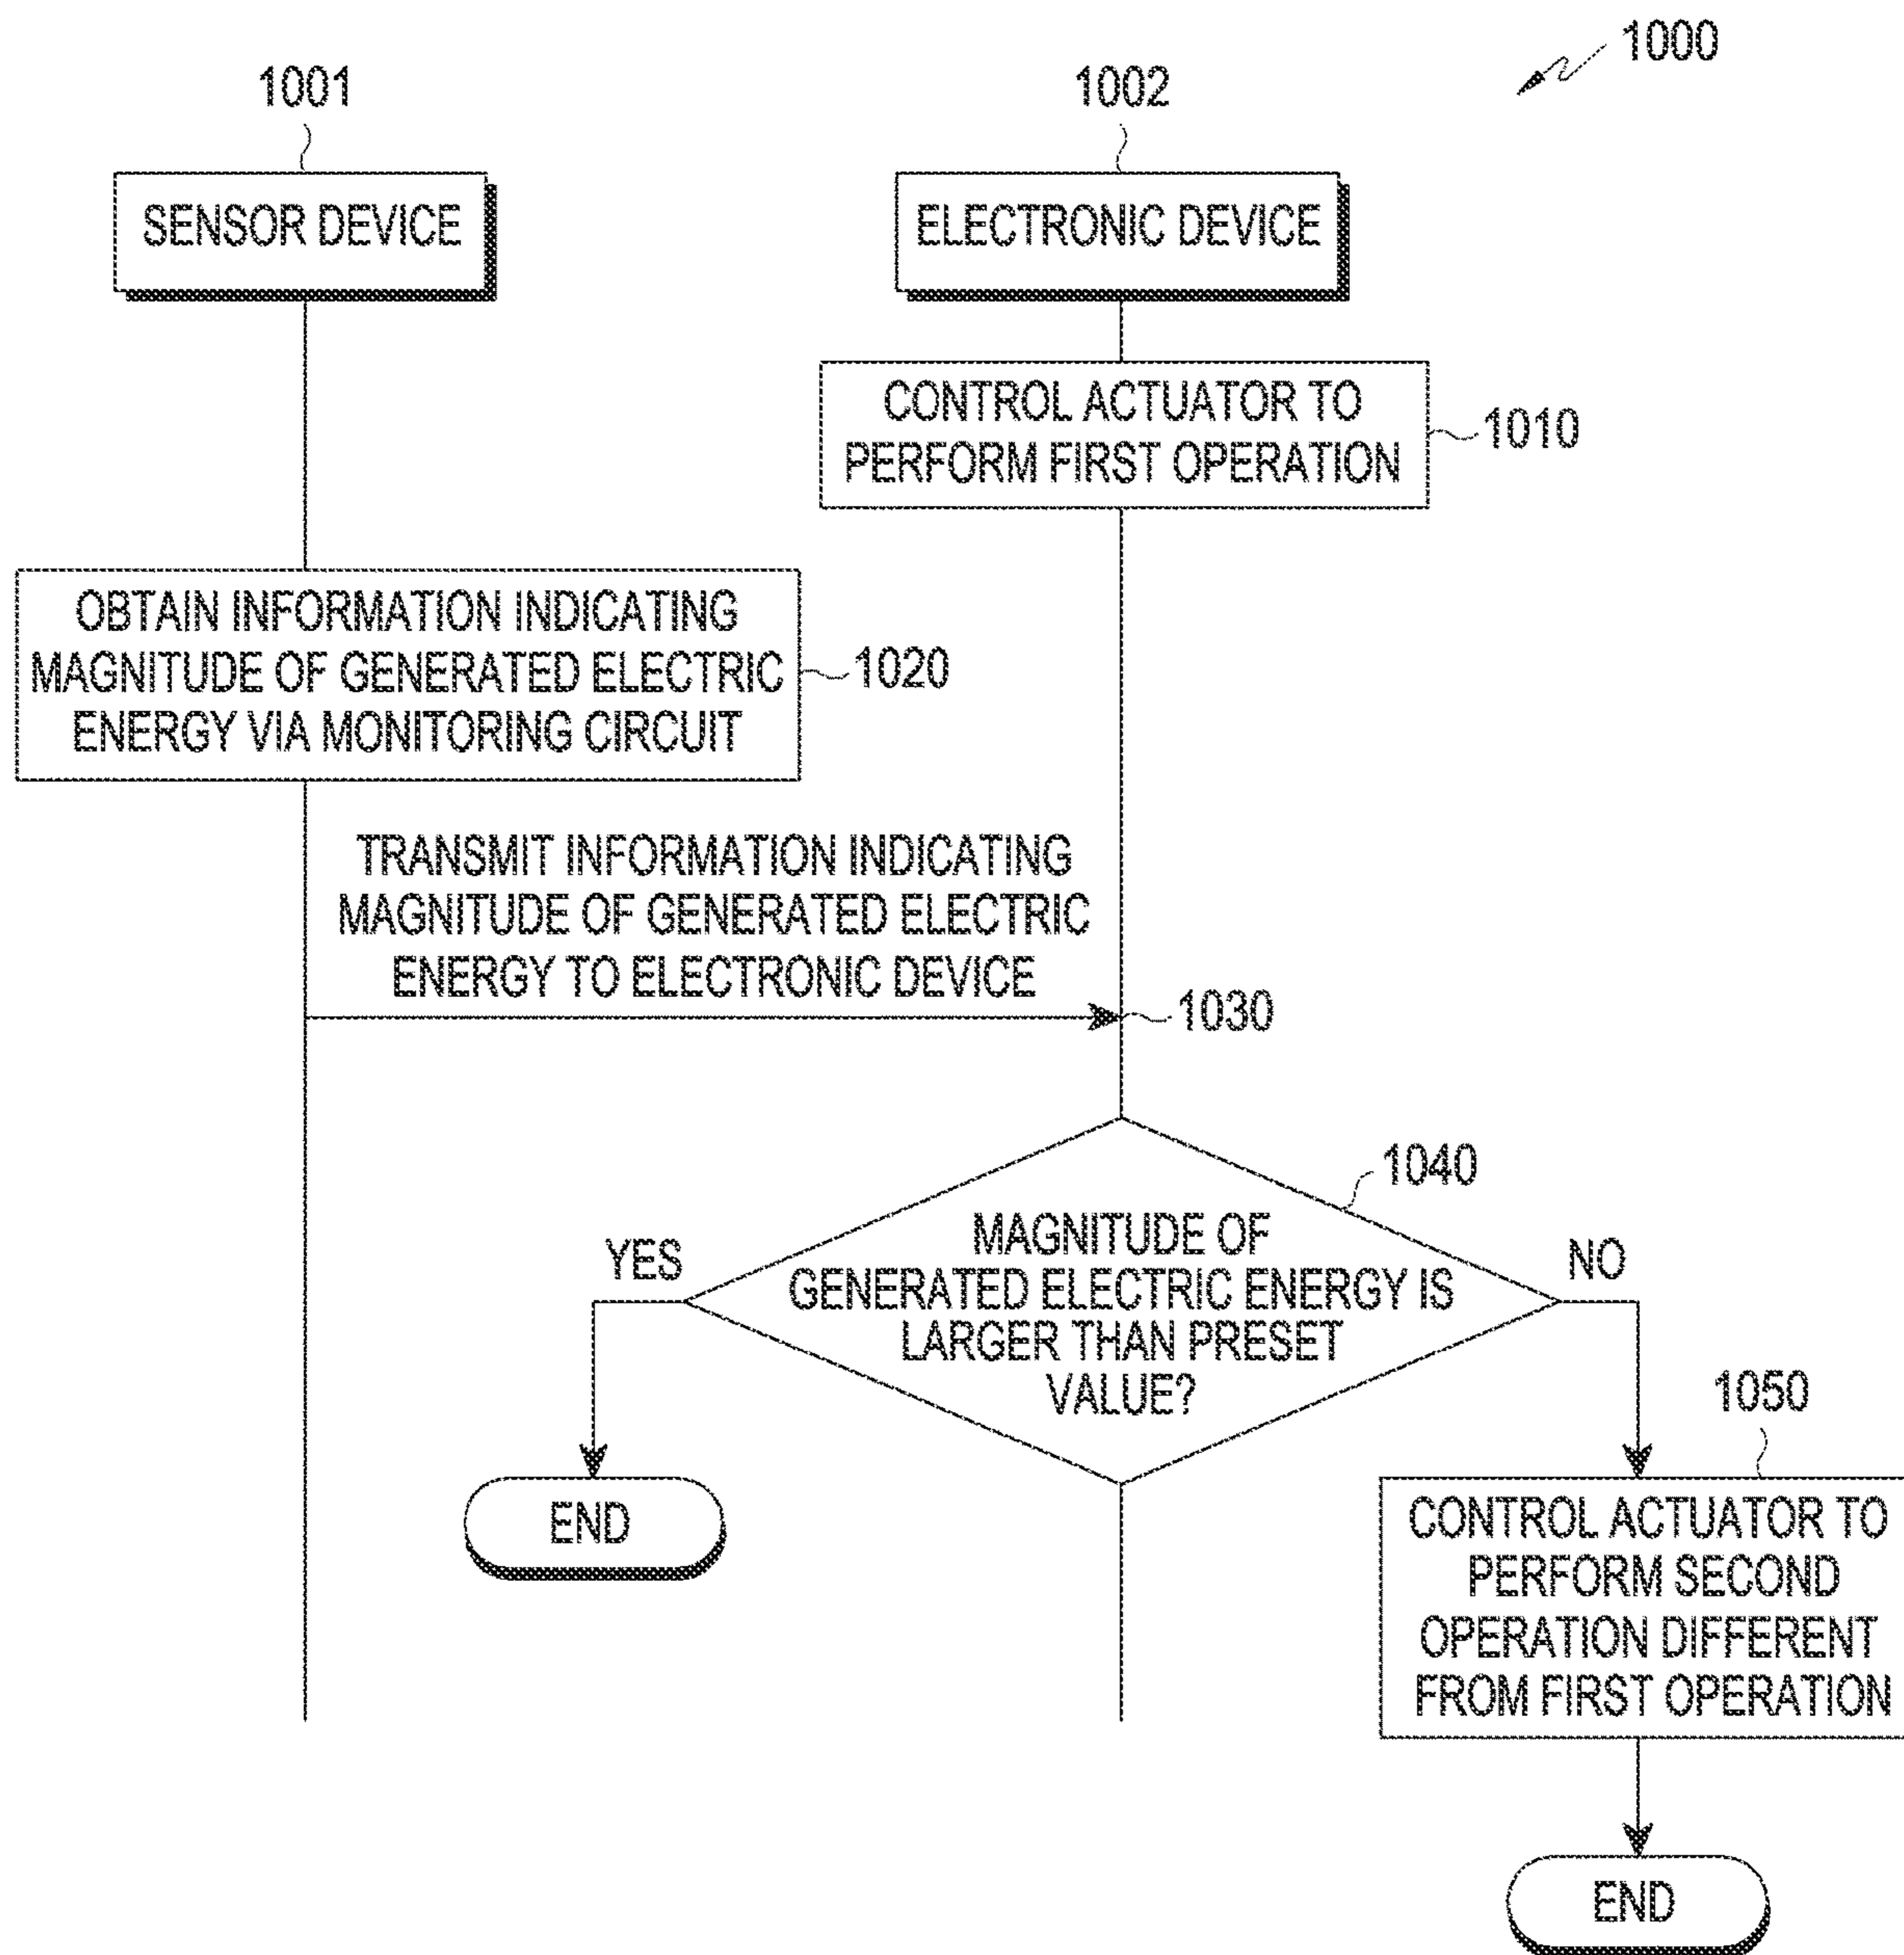 1000
1001
1002
SENSOR DEVICE
ELECTRONIC DEVICE
CONTROL ACTUATOR TO
PERFORM FIRST OPERATION
1010
OBTAIN INFORMATION INDICATING
MAGNITUDE OF GENERATED ELECTRIC
ENERGY VIA MONITORING CIRCUIT
1020
TRANSMIT INFORMATION INDICATING
MAGNITUDE OF GENERATED ELECTRIC
ENERGY TO ELECTRONIC DEVICE
1030
1040
MAGNITUDE OF
GENERATED ELECTRIC ENERGY IS
LARGER THAN PRESET
VALUE?
YES
NO
END
1050
CONTROL ACTUATOR TO
PERFORM SECOND
OPERATION DIFFERENT
FROM FIRST OPERATION
END